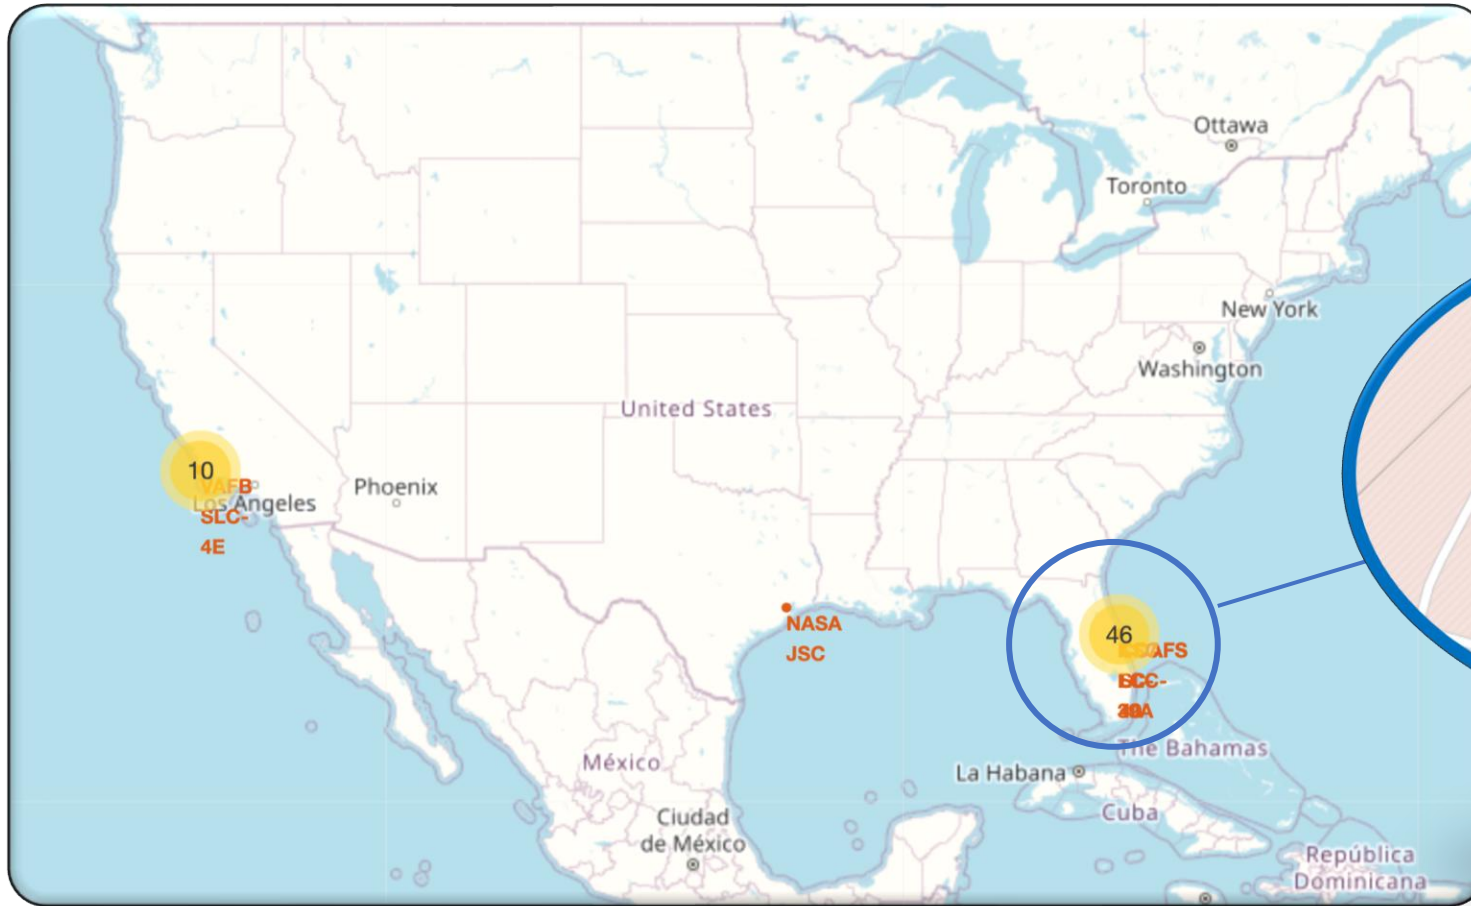 Ottawa
Toronto
New York
Washington
United States
10
VAFB
Los Angeles
SLC-
4E
Phoenix
NASA
JSC
46
The Bahamas
La Habana
México
Cuba
Ciudad
de México
República
Dominicana